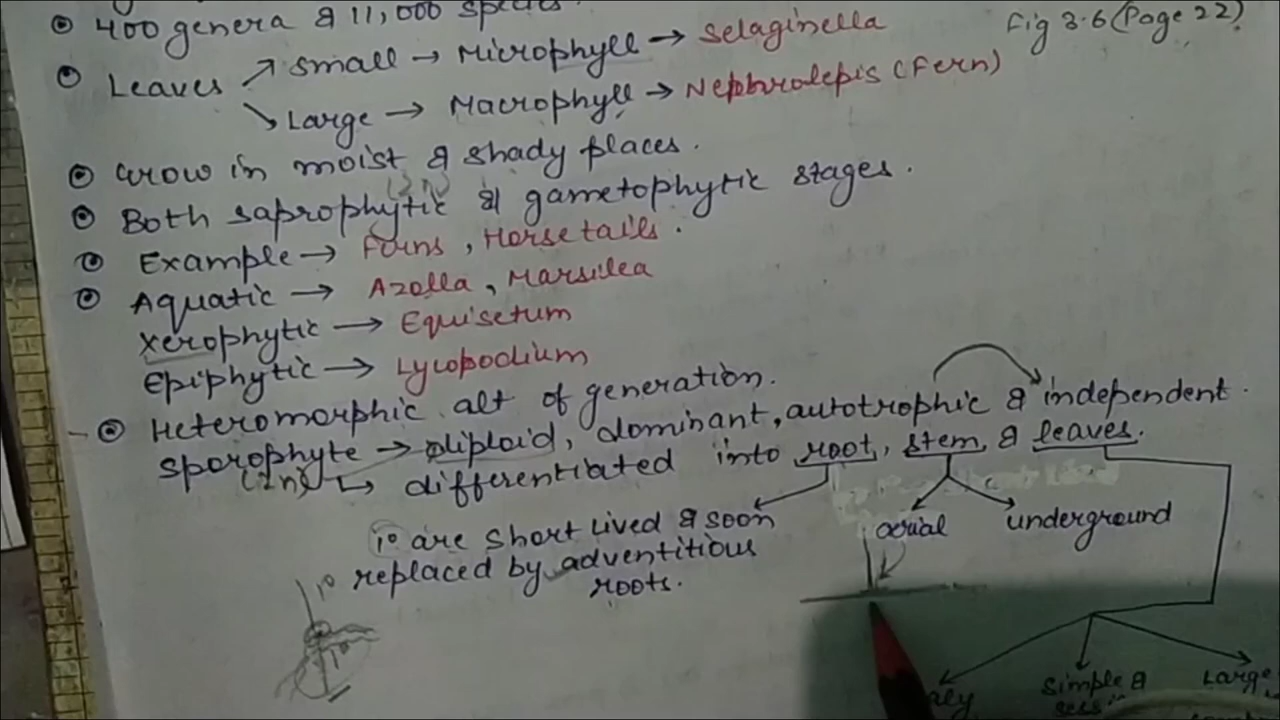 400 genera & 11,000 species.
Fig 3.6 (Page 22)
Leaves → Small → Microphyll → Selaginella
→ Large → Macrophyll → Nephrolepis (Fern)
Grow in moist & shady places.
Both saprophytic & gametophytic stages.
Example → Ferns, Horse tails.
Aquatic → Azolla, Marsilea
Xerophytic → Equisetum
Epiphytic → Lycopodium
Heteromorphic alt of generation.
Sporophyte → diploid, dominant, autotrophic & independent.
(2n) ↳ differentiated into root, stem & leaves.
1° are short lived & soon
replaced by adventitious
roots.
aerial underground
1°
1°
Simple & Large